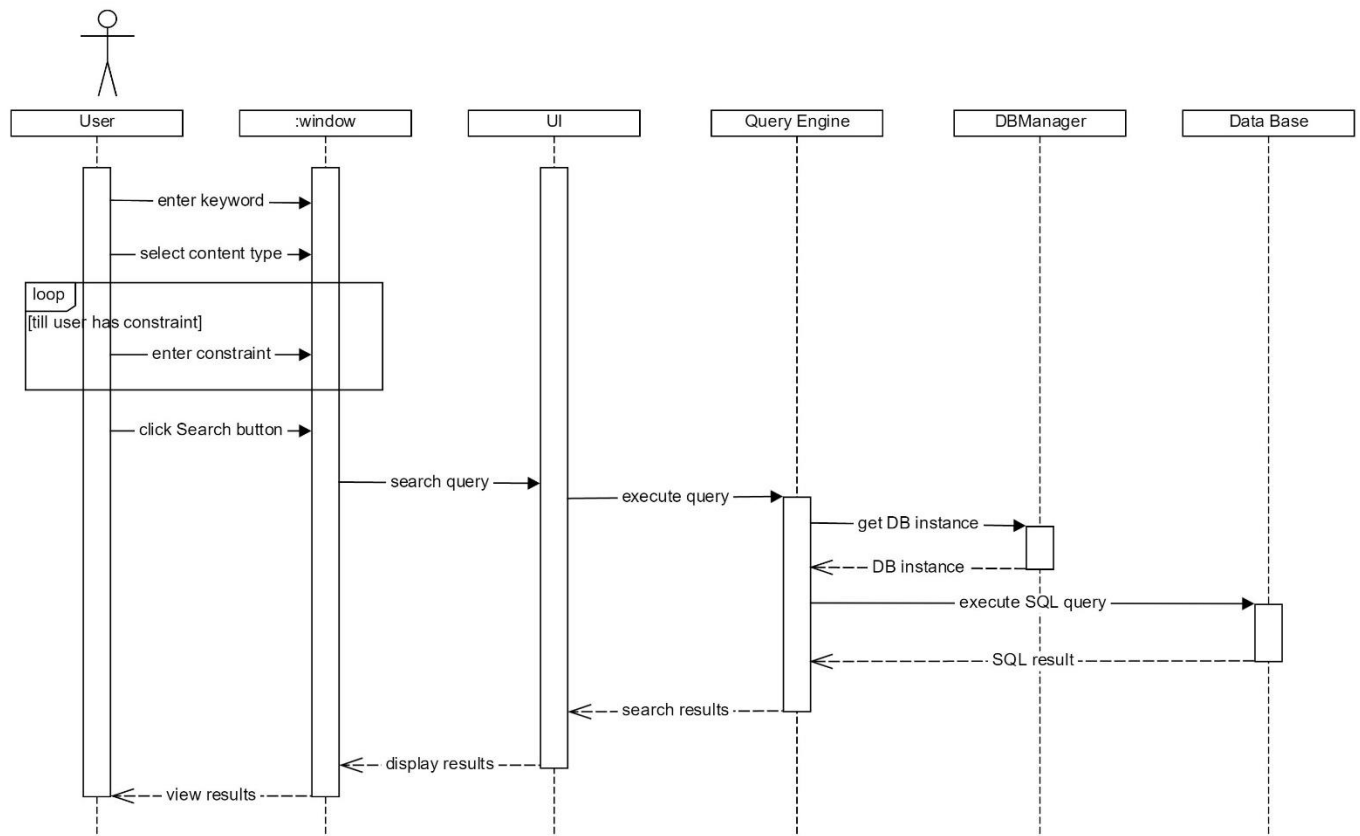 User
:window
UI
Query Engine
DBManager
Data Base
enter keyword
select content type
loop
[till user has constraint]
enter constraint
click Search button
search query
execute query
get DB instance
DB instance
execute SQL query
SQL result
search results
display results
view results